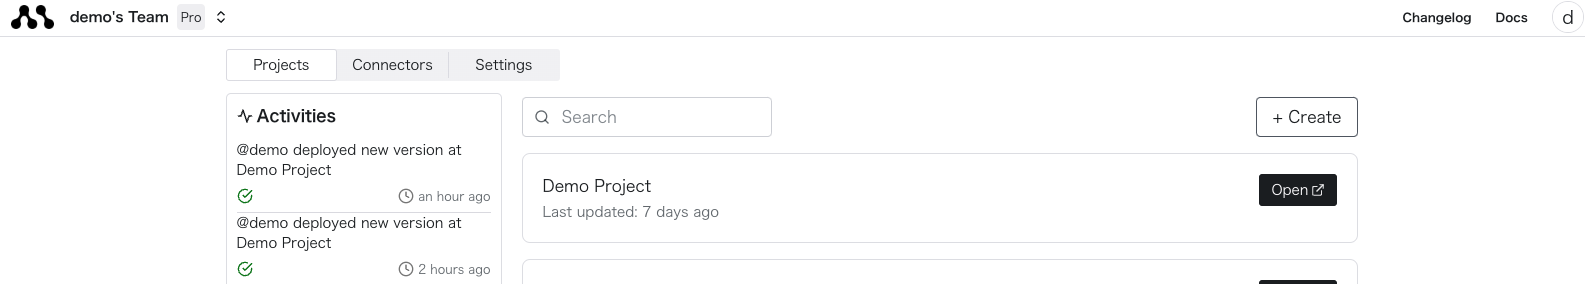 demo's Team Pro
Changelog Docs d
Projects Connectors Settings
Activities
@demo deployed new version at
Demo Project
an hour ago
@demo deployed new version at
Demo Project
2 hours ago
Search
+ Create
Demo Project
Last updated: 7 days ago
Open